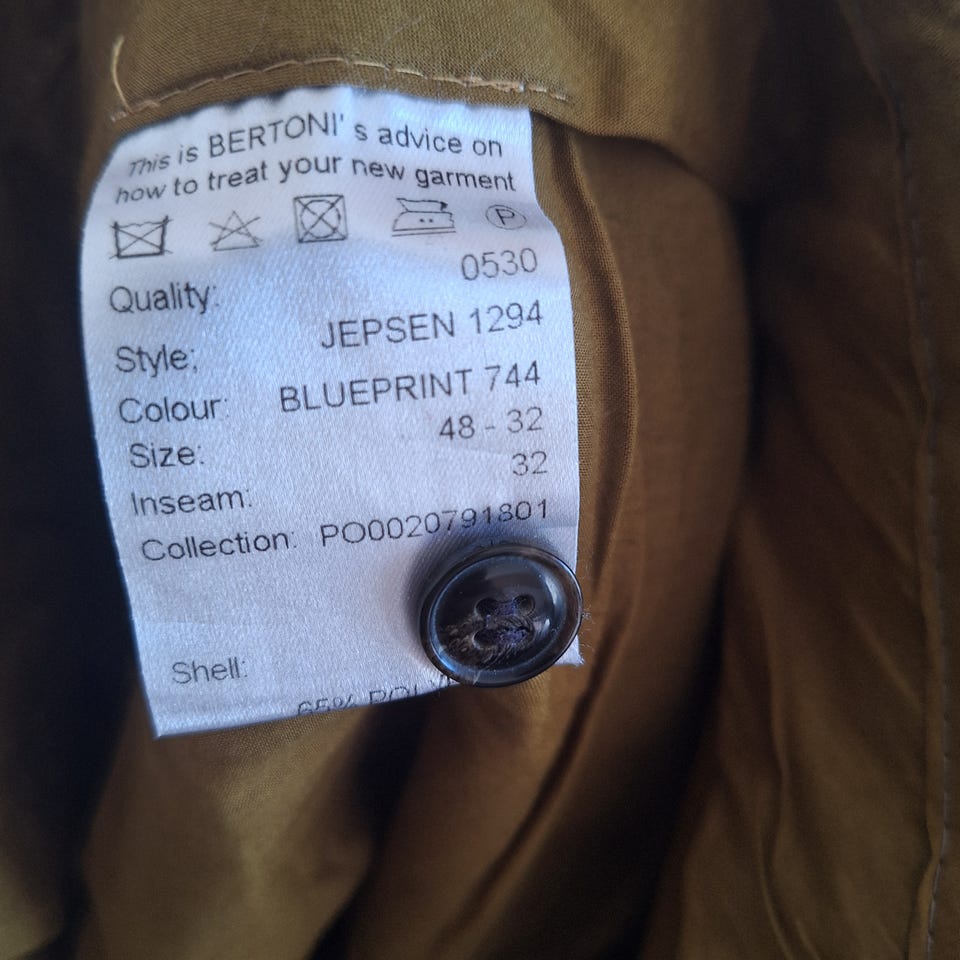 This is BERTONI' s advice on
how to treat your new garment
P
Quality: 0530
Style; JEPSEN 1294
Colour: BLUEPRINT 744
Size: 48 - 32
Inseam: 32
Collection: PO0020791801
Shell:
65%